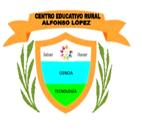 CENTRO EDUCATIVO RURAL
ALFONSO LÓPEZ
Saber Hacer
CIENCIA
TECNOLOGÍA